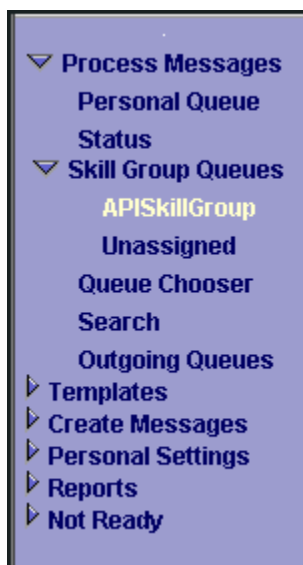 Process Messages
Personal Queue
Status
Skill Group Queues
APISkillGroup
Unassigned
Queue Chooser
Search
Outgoing Queues
Templates
Create Messages
Personal Settings
Reports
Not Ready